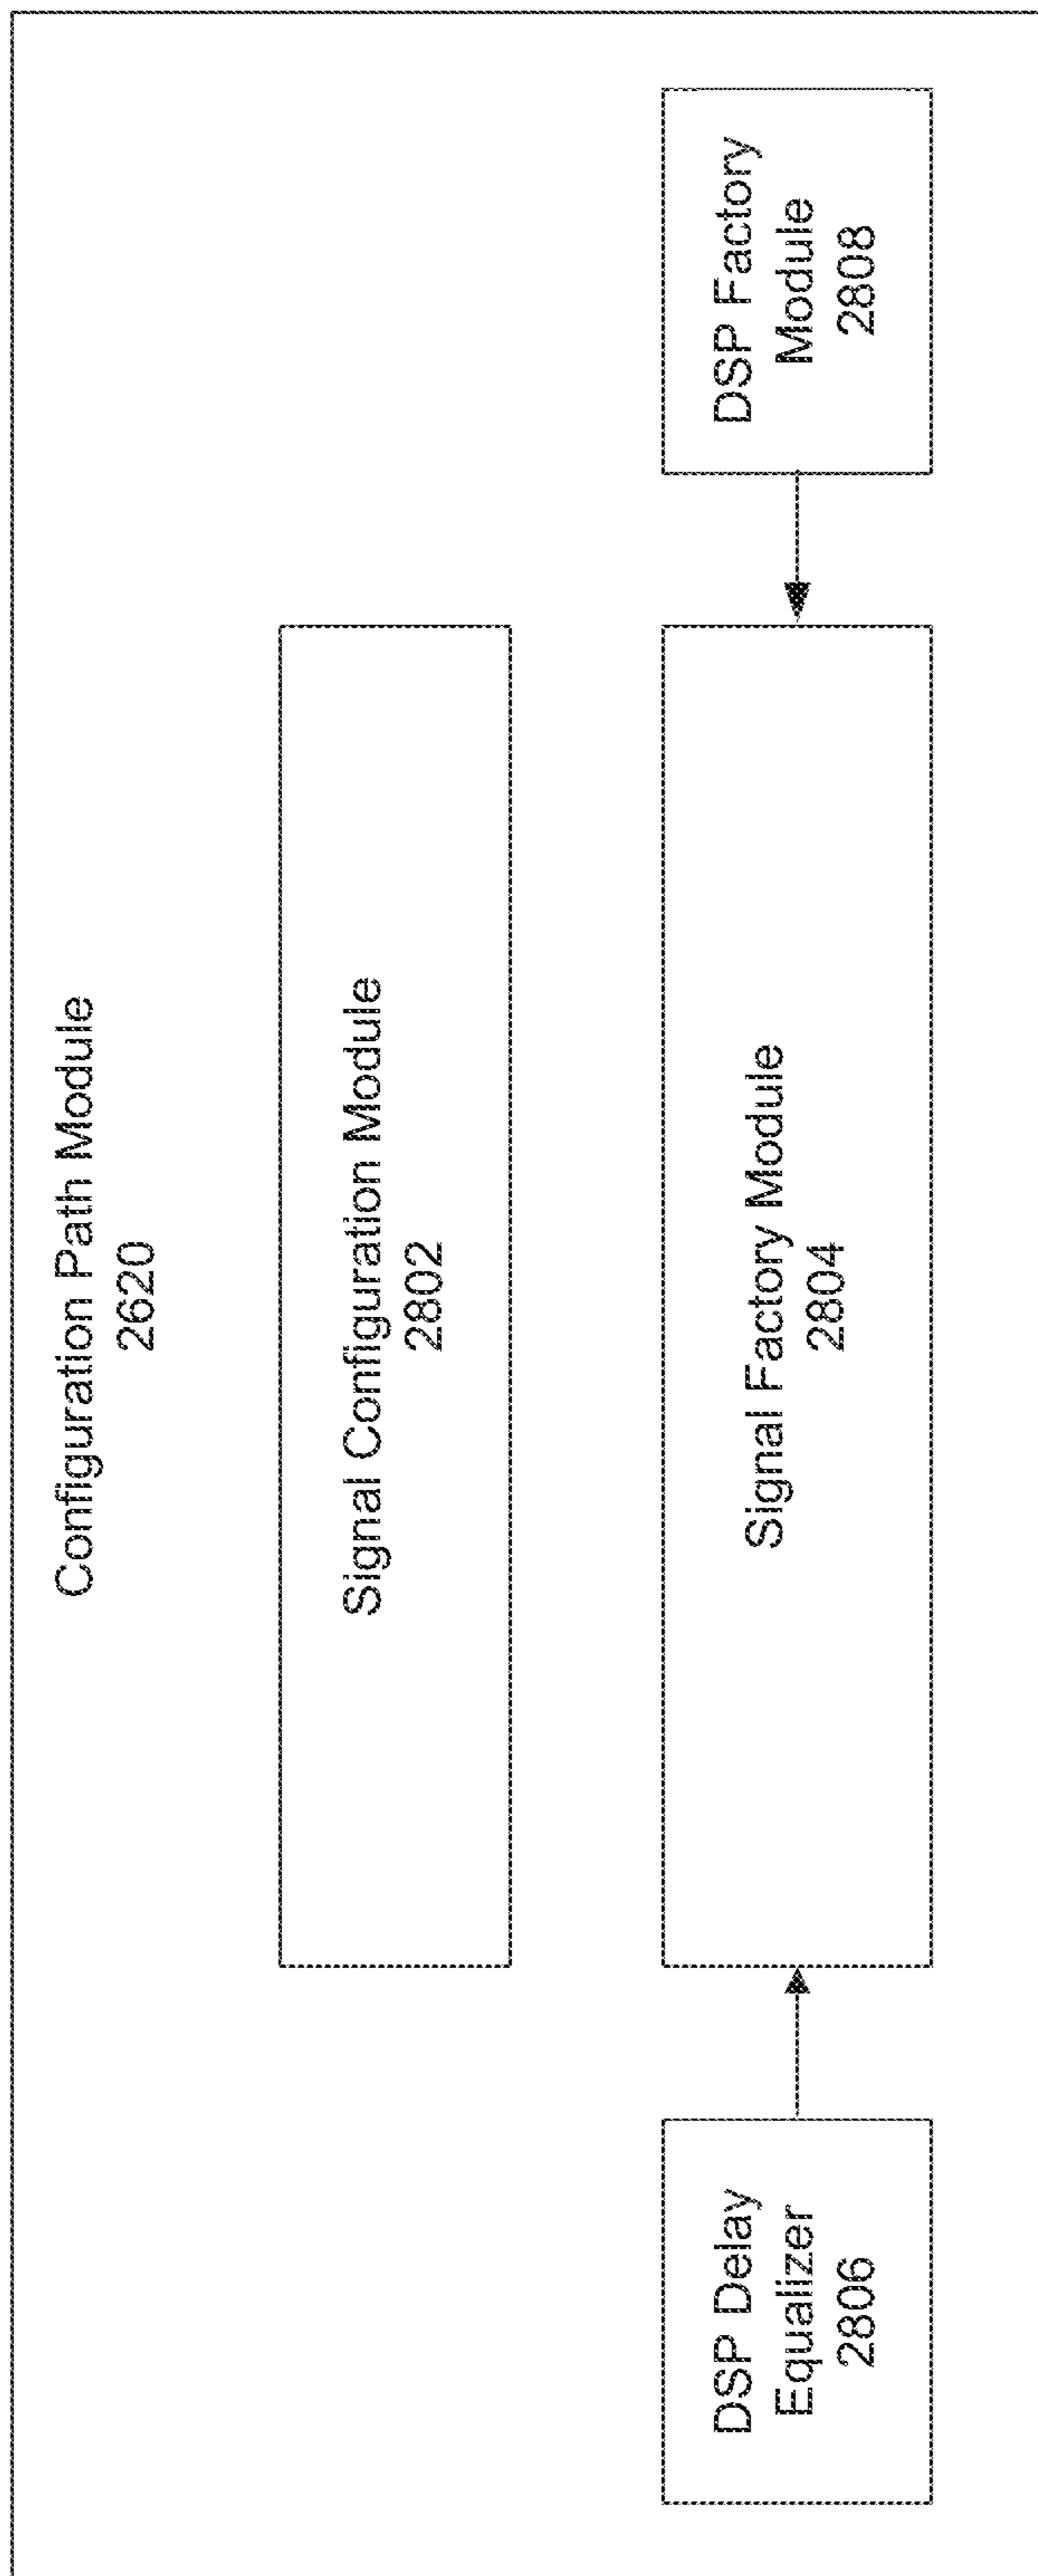 Configuration Path Module
2620
Signal Configuration Module
2802
DSP Delay
Equalizer
2806
Signal Factory Module
2804
DSP Factory
Module
2808